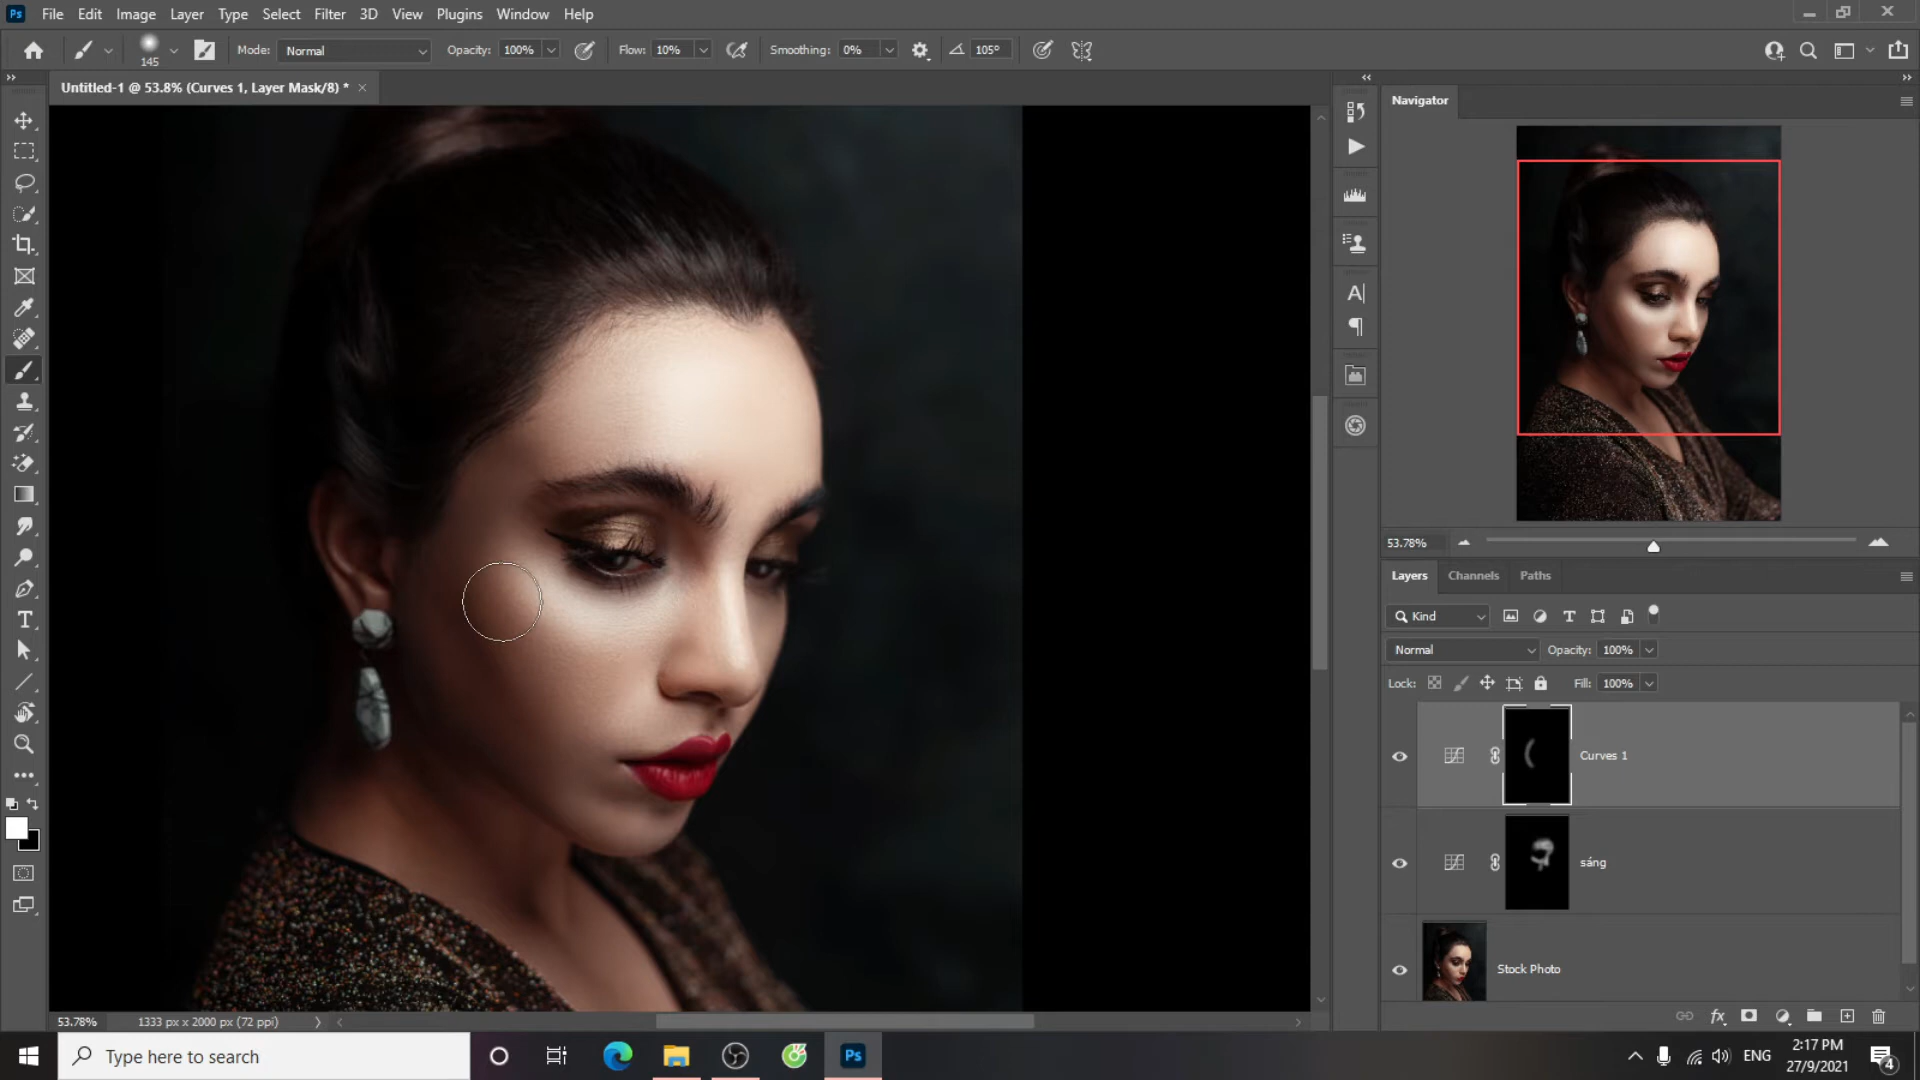 Ps File Edit Image Layer Type Select Filter 3D View Plugins Window Help
145 Mode: Normal Opacity: 100% Flow: 10% Smoothing: 0% 105°
Untitled-1 @ 53.8% (Curves 1, Layer Mask/8) *
Navigator
53.78%
Layers Channels Paths
Kind
Normal Opacity: 100%
Lock: Fill: 100%
Curves 1
sáng
Stock Photo
53.78% 1333 px x 2000 px (72 ppi)
Type here to search
Ps
ENG
2:17 PM
27/9/2021
4